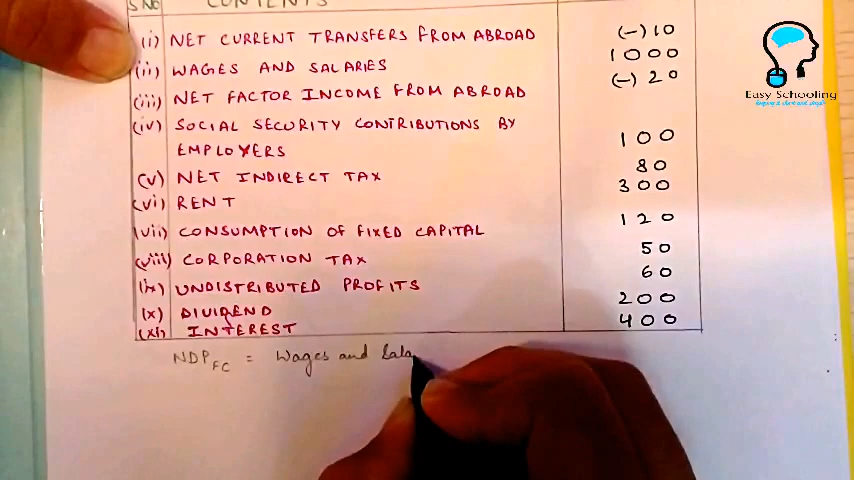 S NO CONTENTS
(i) NET CURRENT TRANSFERS FROM ABROAD (-) 10
(ii) WAGES AND SALARIES 1000
(iii) NET FACTOR INCOME FROM ABROAD (-) 20
(iv) SOCIAL SECURITY CONTRIBUTIONS BY
EMPLOYERS 100
(v) NET INDIRECT TAX 80
(vi) RENT 300
(vii) CONSUMPTION OF FIXED CAPITAL 120
(viii) CORPORATION TAX 50
(ix) UNDISTRIBUTED PROFITS 60
(x) DIVIDEND 200
(xi) INTEREST 400
NDP FC = Wages and Sala
Easy Schooling